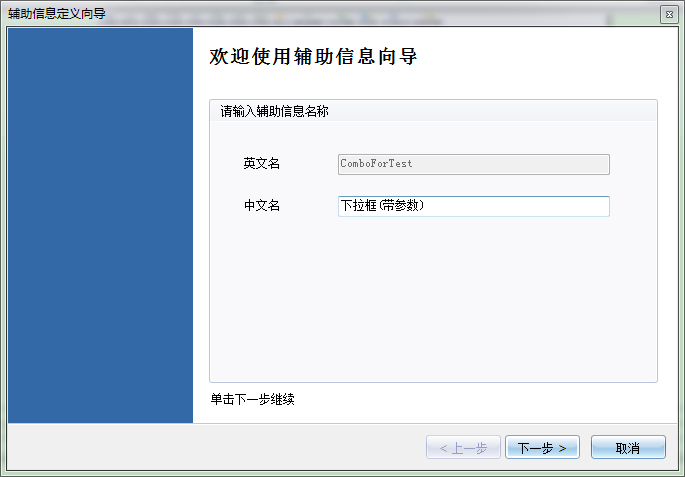 辅助信息定义向导
欢迎使用辅助信息向导
请输入辅助信息名称
英文名
ComboForTest
中文名
下拉框(带参数)
单击下一步继续
< 上一步
下一步 >
取消